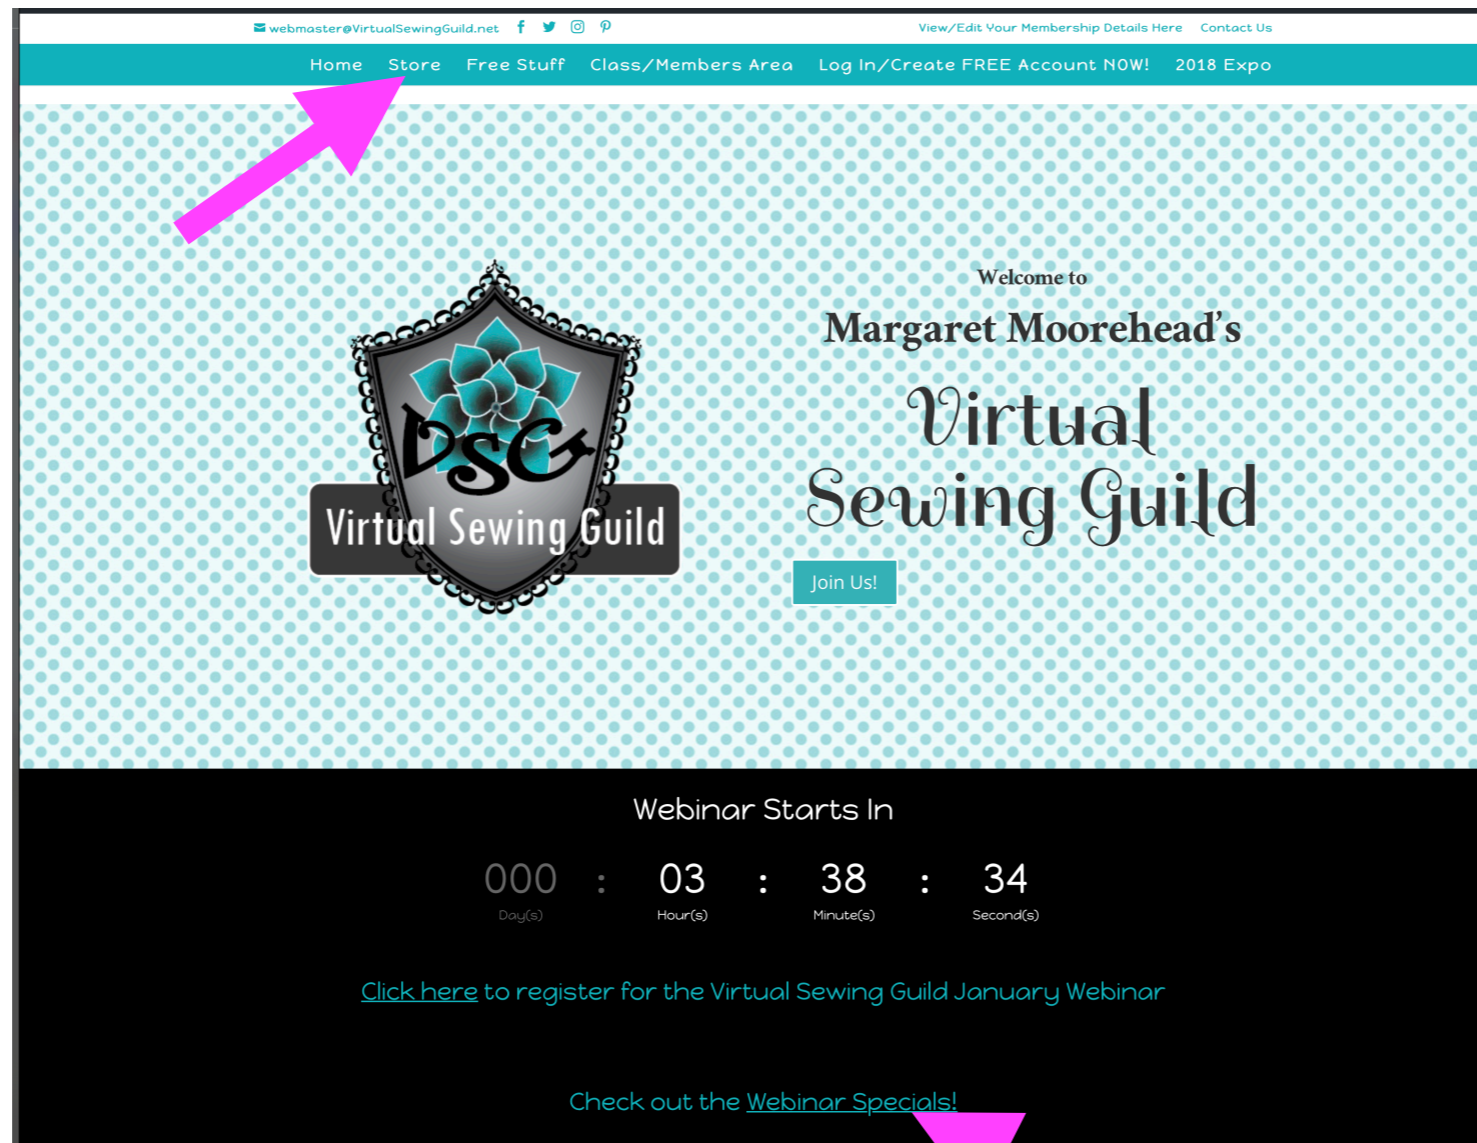 webmaster@VirtualSewingGuild.net
View/Edit Your Membership Details Here Contact Us
Home Store Free Stuff Class/Members Area Log In/Create FREE Account NOW! 2018 Expo
VSG
Virtual Sewing Guild
Welcome to
Margaret Moorehead’s
Virtual
Sewing Guild
Join Us!
Webinar Starts In
000 : 03 : 38 : 34
Day(s) Hour(s) Minute(s) Second(s)
Click here to register for the Virtual Sewing Guild January Webinar
Check out the Webinar Specials!